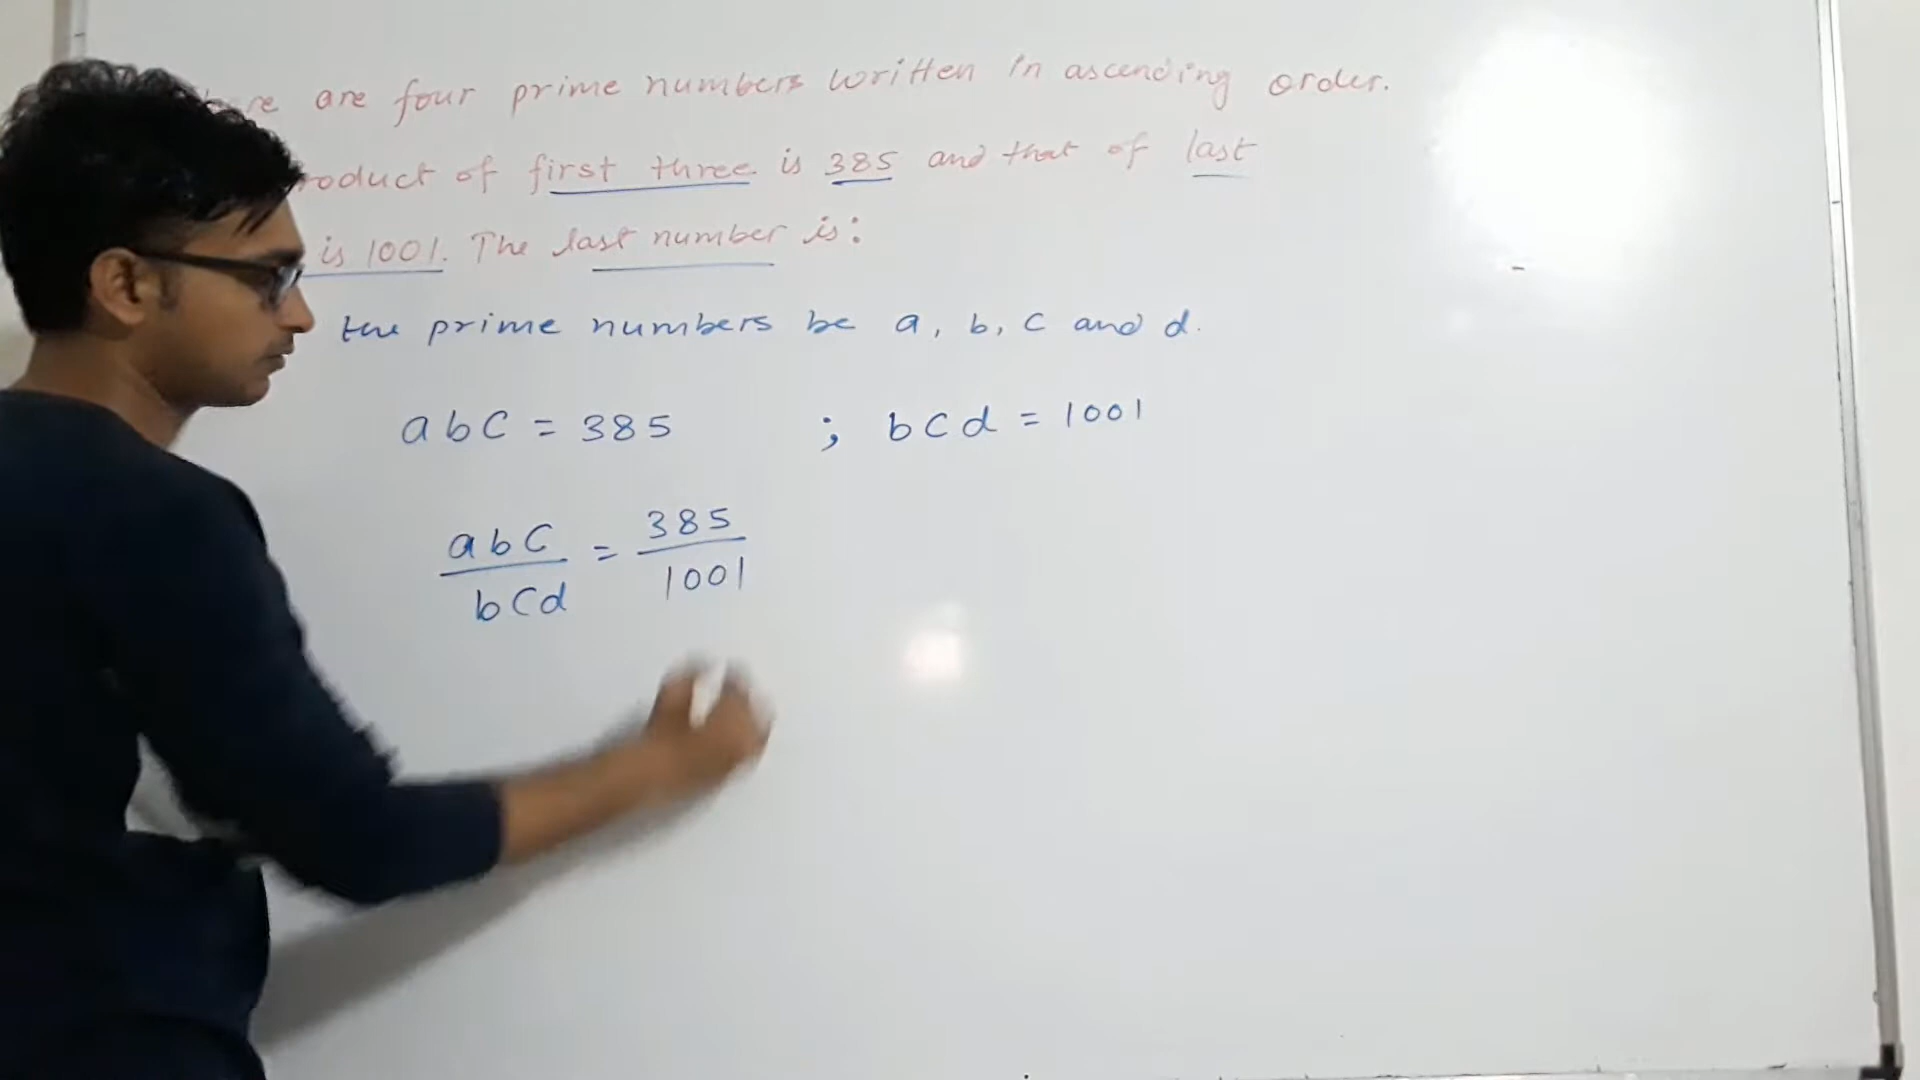 are four prime numbers written in ascending order.
product of first three is 385 and that of last
is 1001. The last number is:
the prime numbers be a, b, c and d.
abc = 385 ; bcd = 1001
abc/bcd = 385/1001